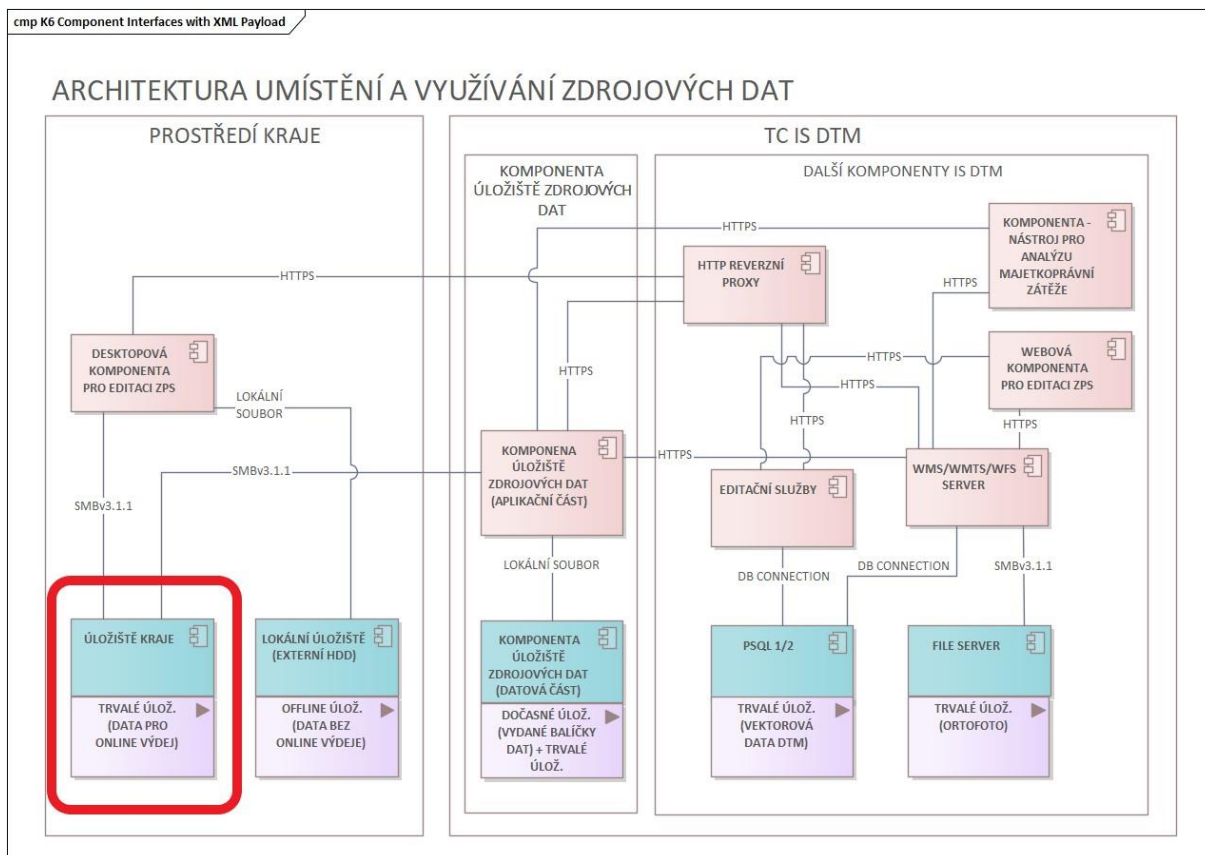 cmp K6 Component Interfaces with XML Payload
ARCHITEKTURA UMÍSTĚNÍ A VYUŽÍVÁNÍ ZDROJOVÝCH DAT
PROSTŘEDÍ KRAJE
TC IS DTM
KOMPONENTA
ÚLOŽIŠTĚ ZDROJOVÝCH
DAT
DALŠÍ KOMPONENTY IS DTM
KOMPONENTA -
NÁSTROJ PRO
ANALÝZU
MAJETKOPRÁVNÍ
ZÁTĚŽE
HTTPS
HTTP REVERZNÍ
PROXY
HTTPS
HTTPS
DESKTOPOVÁ
KOMPONENTA
PRO EDITACI ZPS
WEBOVÁ
KOMPONENTA
PRO EDITACI ZPS
HTTPS
HTTPS
HTTPS
LOKÁLNÍ
SOUBOR
HTTPS
HTTPS
KOMPONENA
ÚLOŽIŠTĚ
ZDROJOVÝCH DAT
(APLIKAČNÍ ČÁST)
HTTPS
SMBv3.1.1
EDITAČNÍ SLUŽBY
WMS/WMTS/WFS
SERVER
SMBv3.1.1
LOKÁLNÍ SOUBOR
DB CONNECTION
DB CONNECTION
SMBv3.1.1
ÚLOŽIŠTĚ KRAJE
TRVALÉ ÚLOŽ.
(DATA PRO
ONLINE VÝDEJ)
LOKÁLNÍ ÚLOŽIŠTĚ
(EXTERNÍ HDD)
OFFLINE ÚLOŽ.
(DATA BEZ
ONLINE VÝDEJE)
KOMPONENTA
ÚLOŽIŠTĚ
ZDROJOVÝCH DAT
(DATOVÁ ČÁST)
DOČASNÉ ÚLOŽ.
(VYDANÉ BALÍČKY
DAT) + TRVALÉ
ÚLOŽ.
PSQL 1/2
TRVALÉ ÚLOŽ.
(VEKTOROVÁ
DATA DTM)
FILE SERVER
TRVALÉ ÚLOŽ.
(ORTOFOTO)